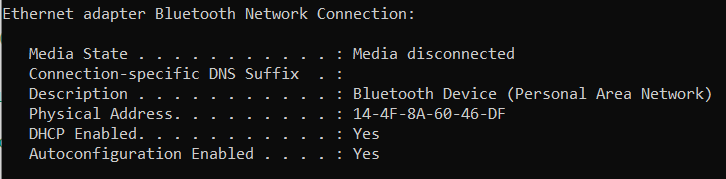 Ethernet adapter Bluetooth Network Connection:
Media State . . . . . . . . . . . : Media disconnected
Connection-specific DNS Suffix  . :
Description . . . . . . . . . . . : Bluetooth Device (Personal Area Network)
Physical Address. . . . . . . . . : 14-4F-8A-60-46-DF
DHCP Enabled. . . . . . . . . . . : Yes
Autoconfiguration Enabled . . . . : Yes